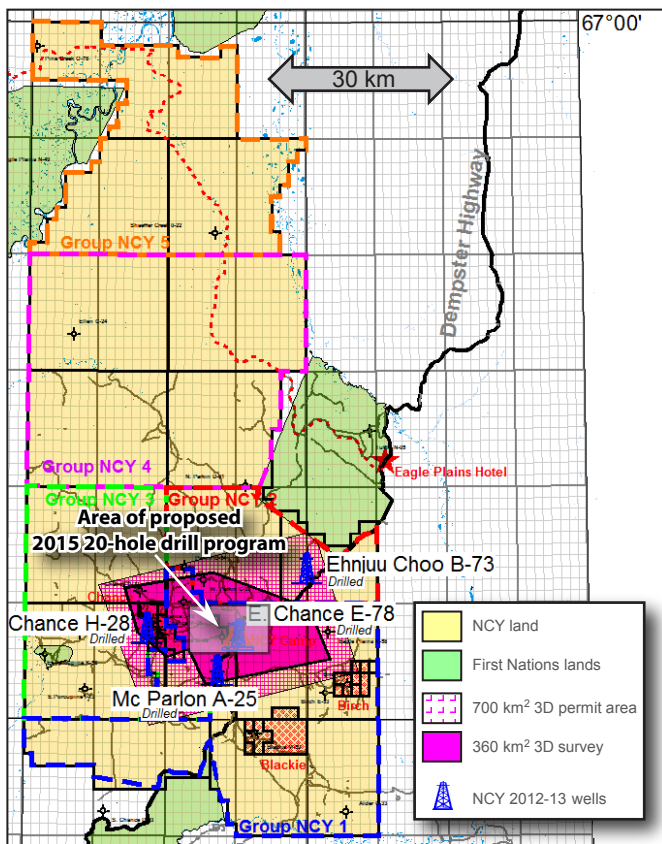 67°00'
30 km
Dempster Highway
Group NCY 5
Group NCY 4
Eagle Plains Hotel
Group NCY 3
Group NCY 2
Area of proposed
2015 20-hole drill program
Ehnjuu Choo B-73
Drilled
E. Chance E-78
Drilled
Chance H-28
Drilled
Mc Parlon A-25
Drilled
Birch
Blackie
Group NCY 1
NCY land
First Nations lands
700 km² 3D permit area
360 km² 3D survey
NCY 2012-13 wells